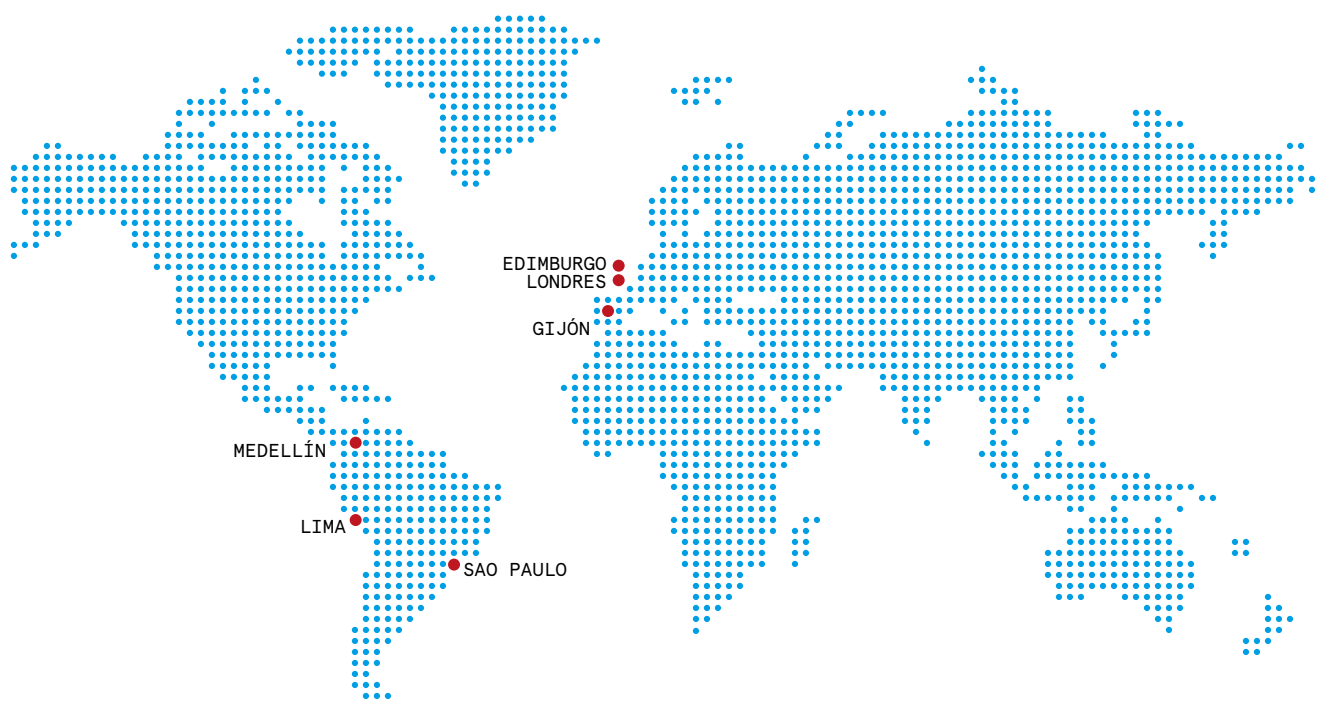 EDIMBURGO
LONDRES
GIJÓN
MEDELLÍN
LIMA
SAO PAULO